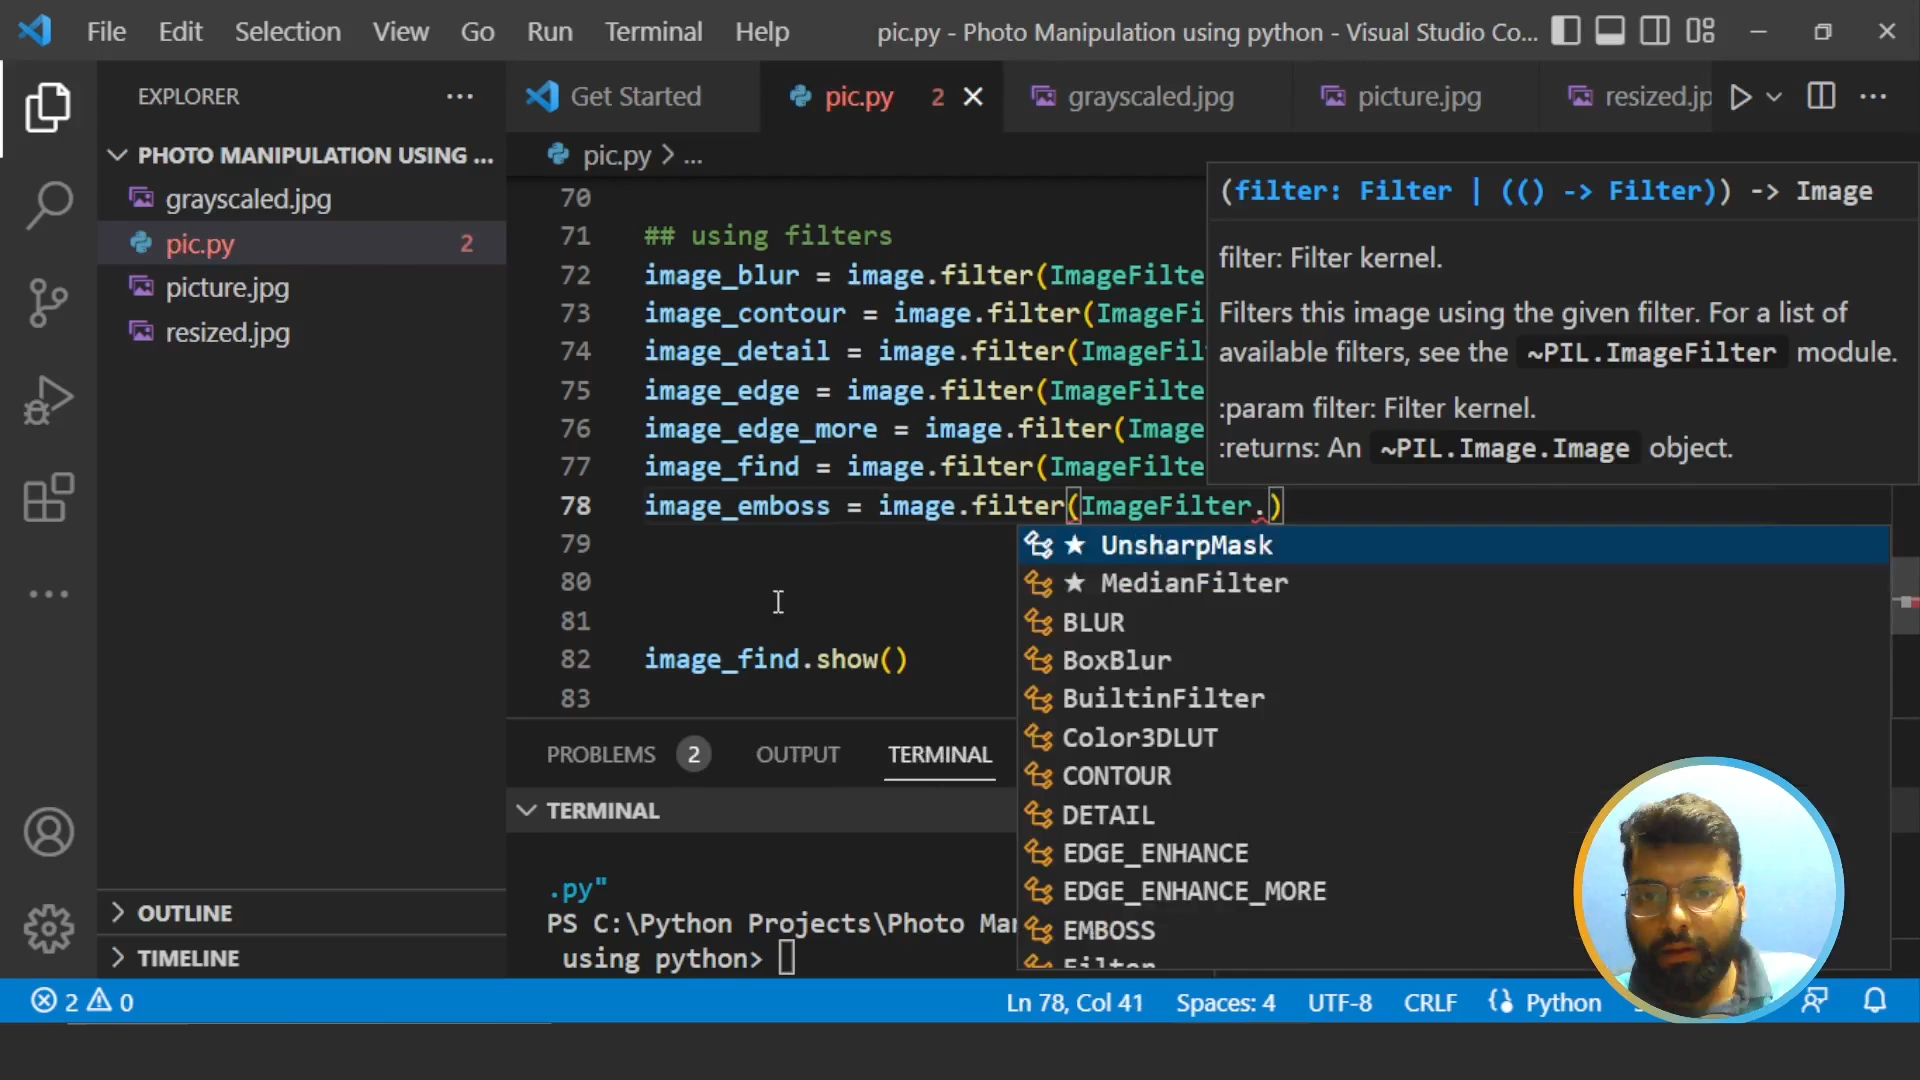 File Edit Selection View Go Run Terminal Help pic.py - Photo Manipulation using python - Visual Studio Co...
EXPLORER ...
PHOTO MANIPULATION USING ...
grayscaled.jpg
pic.py 2
picture.jpg
resized.jpg
OUTLINE
TIMELINE
Get Started pic.py 2 grayscaled.jpg picture.jpg resized.jp
pic.py > ...
70
71 ## using filters
72 image_blur = image.filter(ImageFilte
73 image_contour = image.filter(ImageFi
74 image_detail = image.filter(ImageFil
75 image_edge = image.filter(ImageFilte
76 image_edge_more = image.filter(Image
77 image_find = image.filter(ImageFilte
78 image_emboss = image.filter(ImageFilter.)
79
80
81
82 image_find.show()
83
(filter: Filter | (() -> Filter)) -> Image
filter: Filter kernel.
Filters this image using the given filter. For a list of
available filters, see the ~PIL.ImageFilter module.
:param filter: Filter kernel.
:returns: An ~PIL.Image.Image object.
★ UnsharpMask
★ MedianFilter
BLUR
BoxBlur
BuiltinFilter
Color3DLUT
CONTOUR
DETAIL
EDGE_ENHANCE
EDGE_ENHANCE_MORE
EMBOSS
Filter
PROBLEMS 2 OUTPUT TERMINAL
TERMINAL
.py"
PS C:\Python Projects\Photo Man
using python>
2 0 Ln 78, Col 41 Spaces: 4 UTF-8 CRLF Python